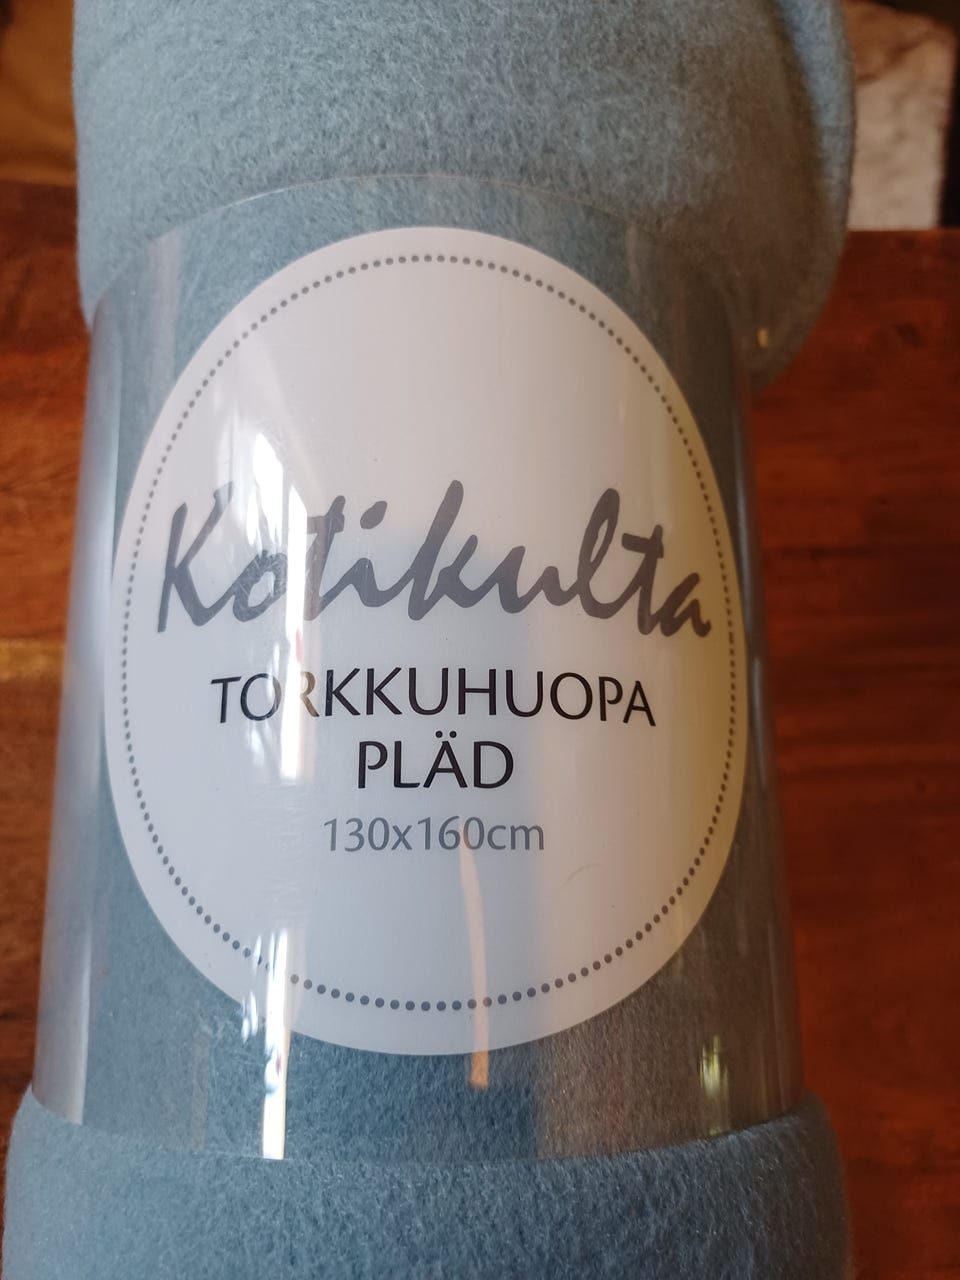 Kotikulta
TORKKUHUOPA
PLÄD
130x160cm